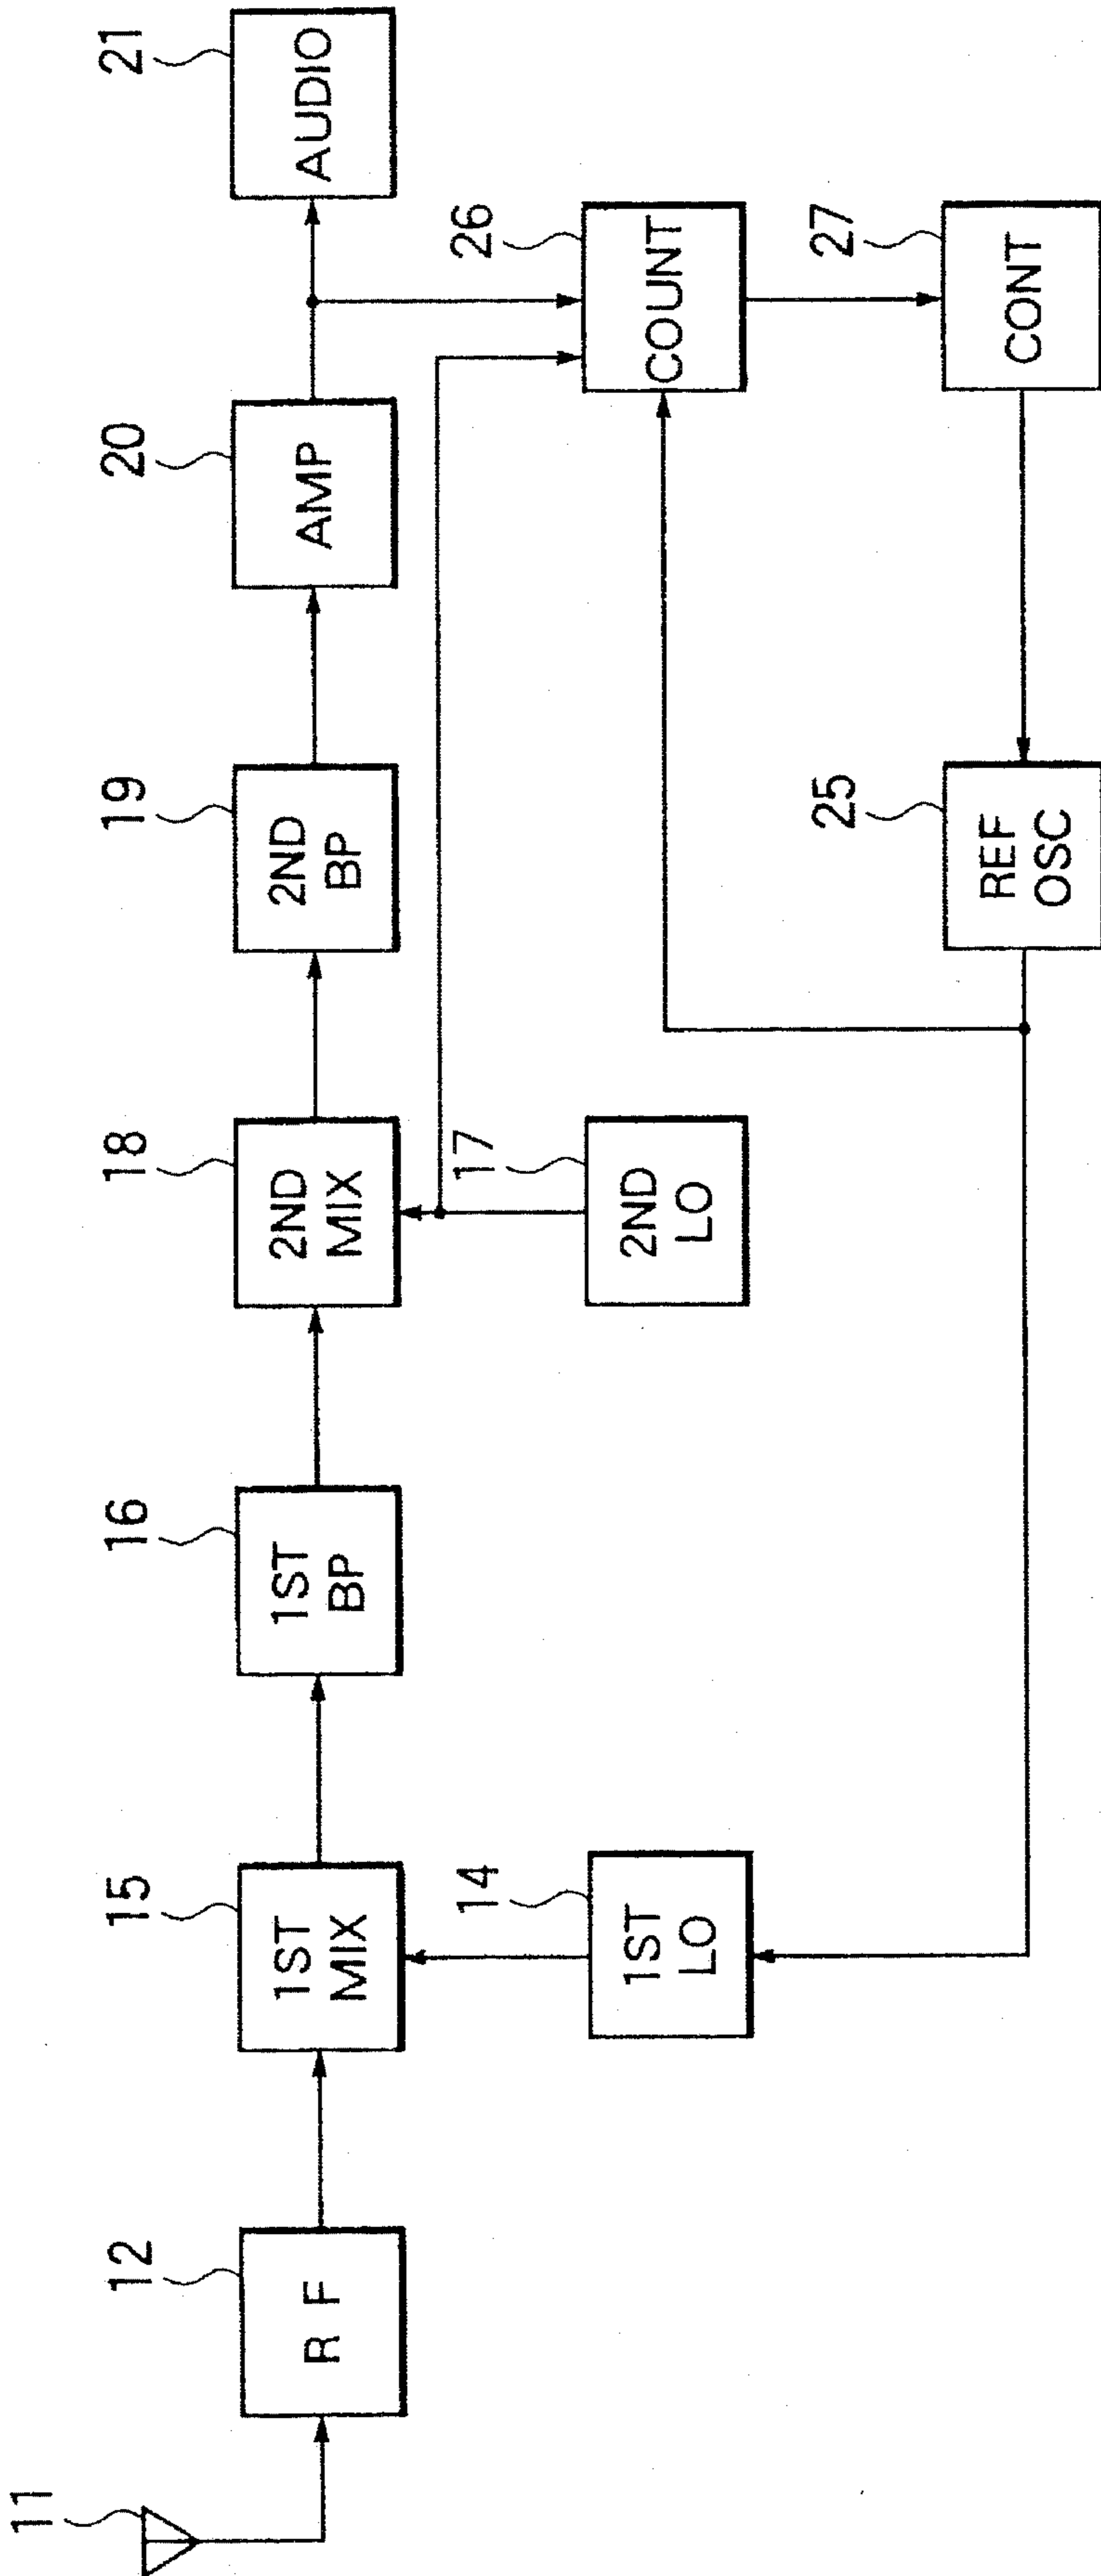 11
12
R F
15
1ST
MIX
14
1ST
LO
16
1ST
BP
18
2ND
MIX
17
2ND
LO
19
2ND
BP
20
AMP
21
AUDIO
26
COUNT
27
CONT
25
REF
OSC